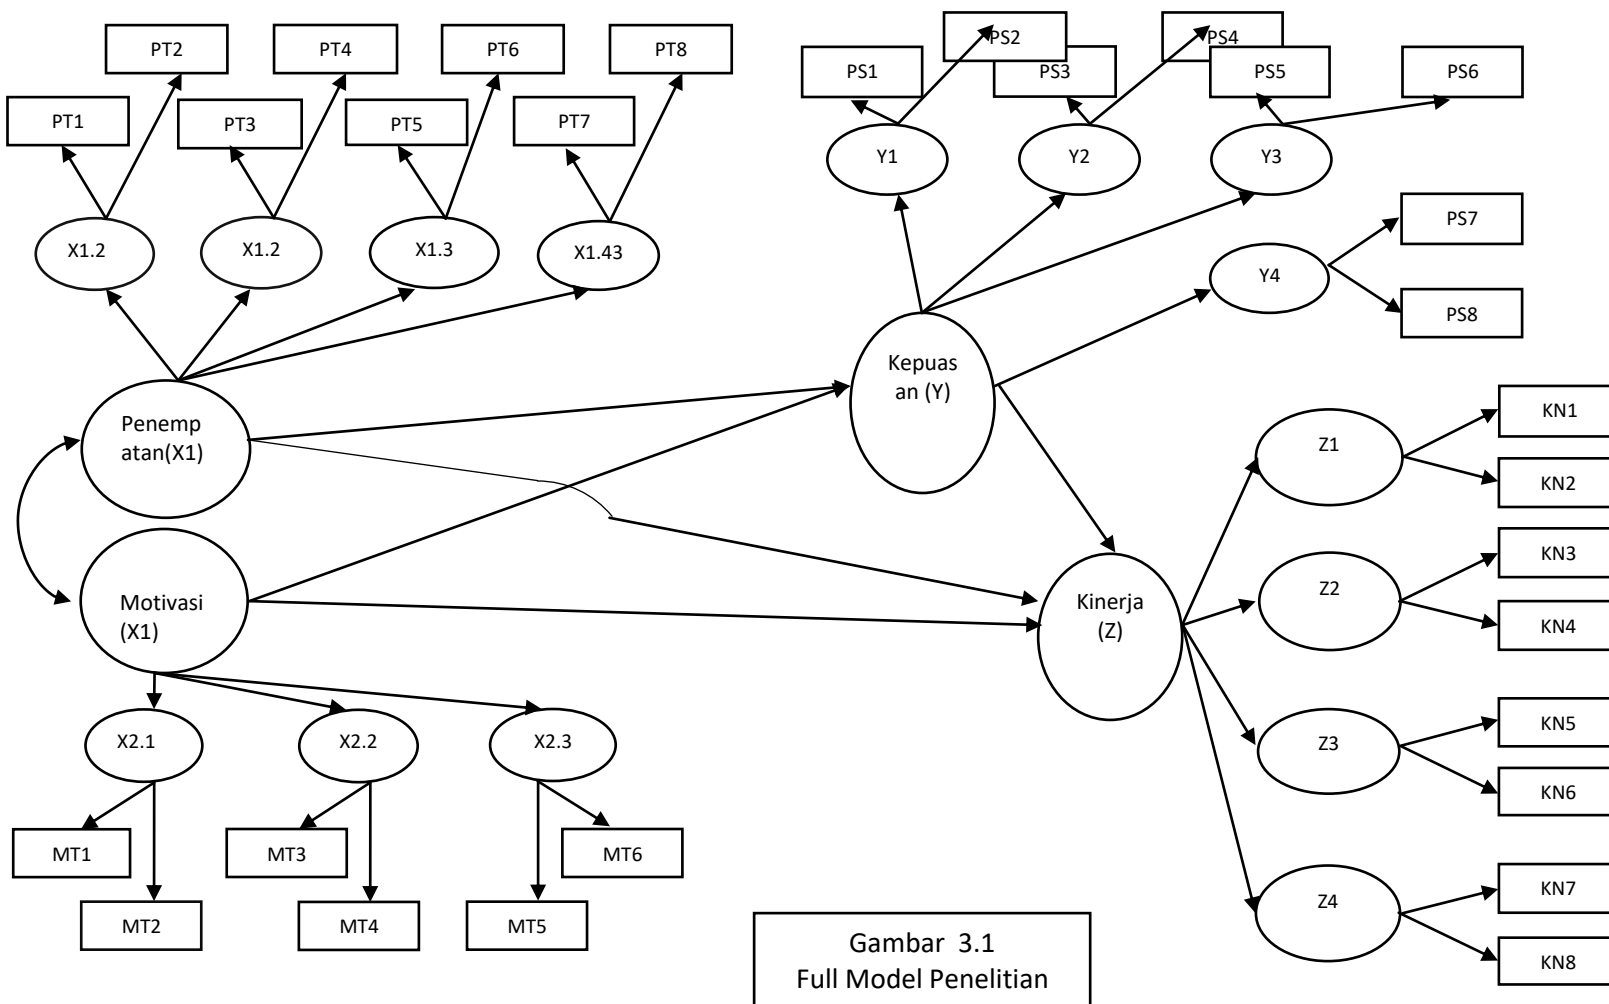 PT2
PT4
PT6
PT8
PS2
PS4
PS1
PS3
PS5
PS6
PT1
PT3
PT5
PT7
Y1
Y2
Y3
X1.2
X1.2
X1.3
X1.43
PS7
Y4
PS8
Kepuas
an (Y)
Penemp
atan(X1)
Z1
KN1
KN2
Motivasi
(X1)
Kinerja
(Z)
Z2
KN3
KN4
X2.1
X2.2
X2.3
Z3
KN5
KN6
MT1
MT3
MT6
MT2
MT4
MT5
Z4
KN7
KN8
Gambar  3.1
Full Model Penelitian